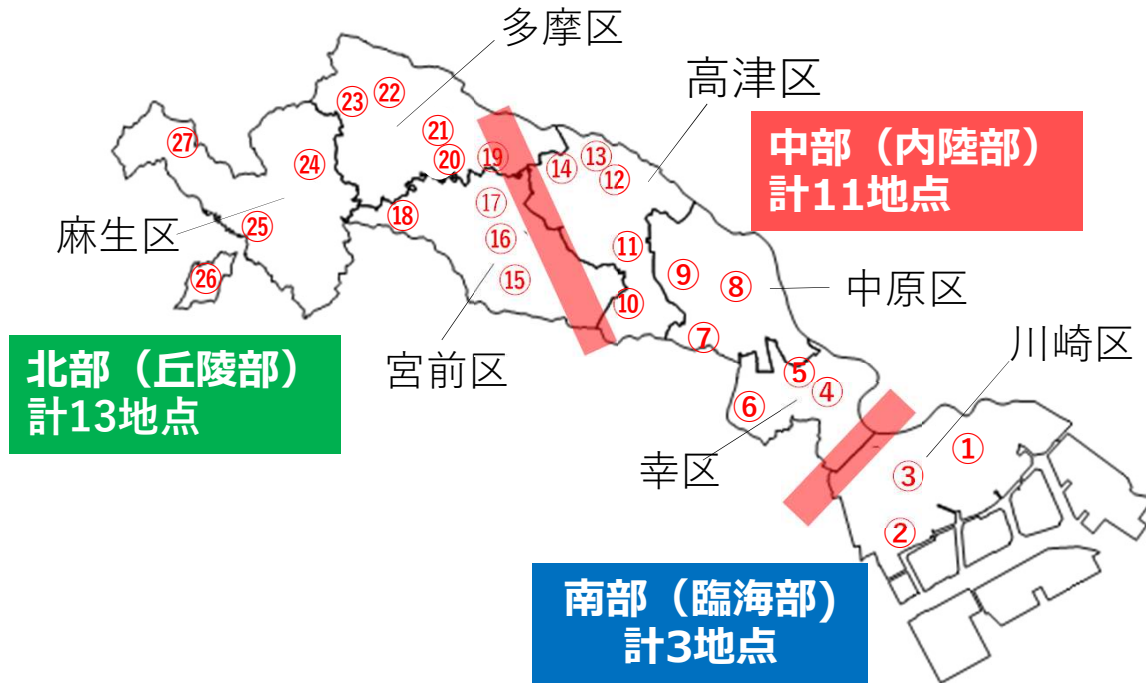 多摩区
高津区
㉒
㉓
中部（内陸部）
計11地点
㉗
㉑
⑲
⑬
⑳
⑭
㉔
⑫
⑰
⑱
麻生区
㉕
⑯
⑪
㉖
⑮
⑨
⑧
中原区
⑩
北部（丘陵部）
計13地点
宮前区
⑦
川崎区
⑤
④
⑥
幸区
①
③
②
南部（臨海部)
計3地点